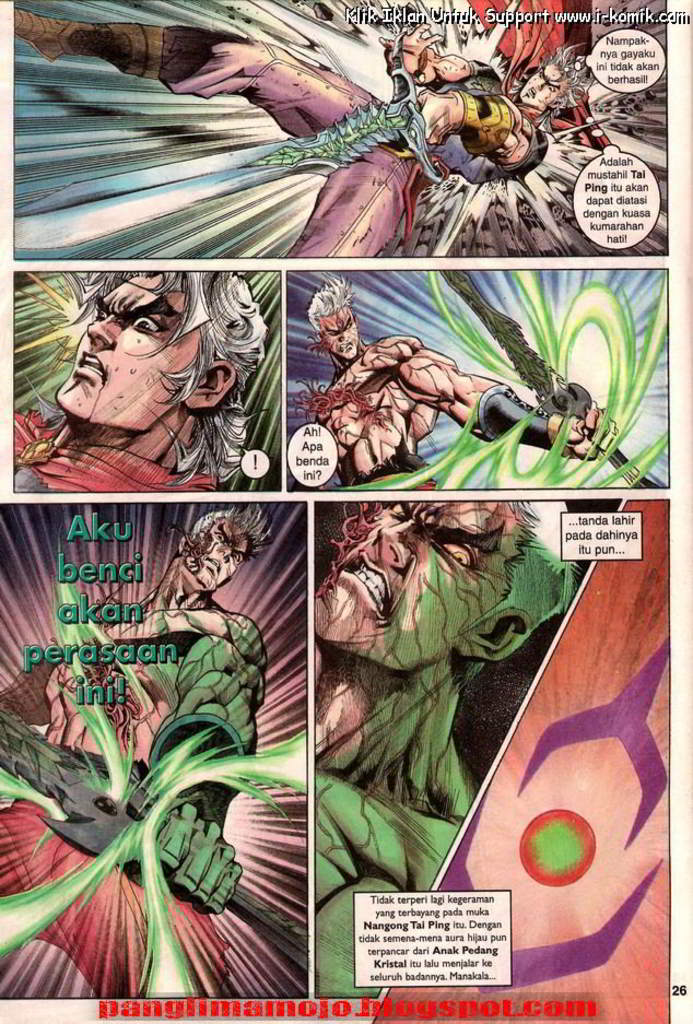 Klik Iklan Untuk Support www.i-komik.com
Nampak-
nya gayaku
ini tidak akan
berhasil!
Adalah
mustahil Tai
Ping itu akan
dapat diatasi
dengan kuasa
kumarahan
hati!
!
Ah!
Apa
benda
ini?
Aku
benci
akan
perasaan
ini!
...tanda lahir
pada dahinya
itu pun...
Tidak terperi lagi kegeraman
yang terbayang pada muka
Nangong Tai Ping itu. Dengan
tidak semena-mena aura hijau pun
terpancar dari Anak Pedang
Kristal itu lalu menjalar ke
seluruh badannya. Manakala...
26
panglimamojo.blogspot.com